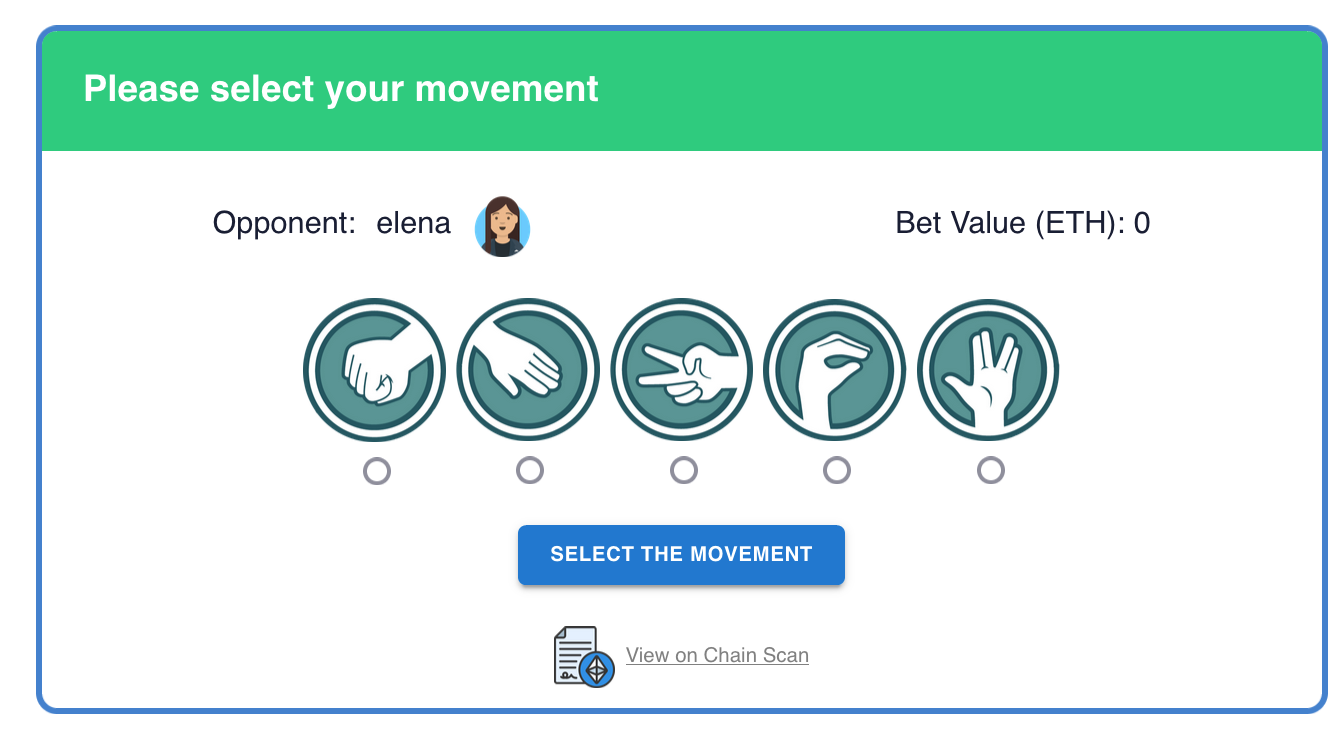 Please select your movement
Opponent: elena
Bet Value (ETH): 0
SELECT THE MOVEMENT
View on Chain Scan